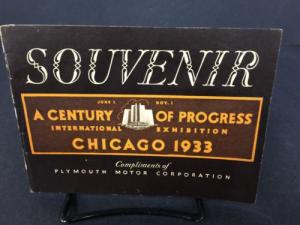 SOUVENIR
JUNE 1 NOV. 1
A CENTURY OF PROGRESS
INTERNATIONAL EXHIBITION
CHICAGO 1933
Compliments of
PLYMOUTH MOTOR CORPORATION